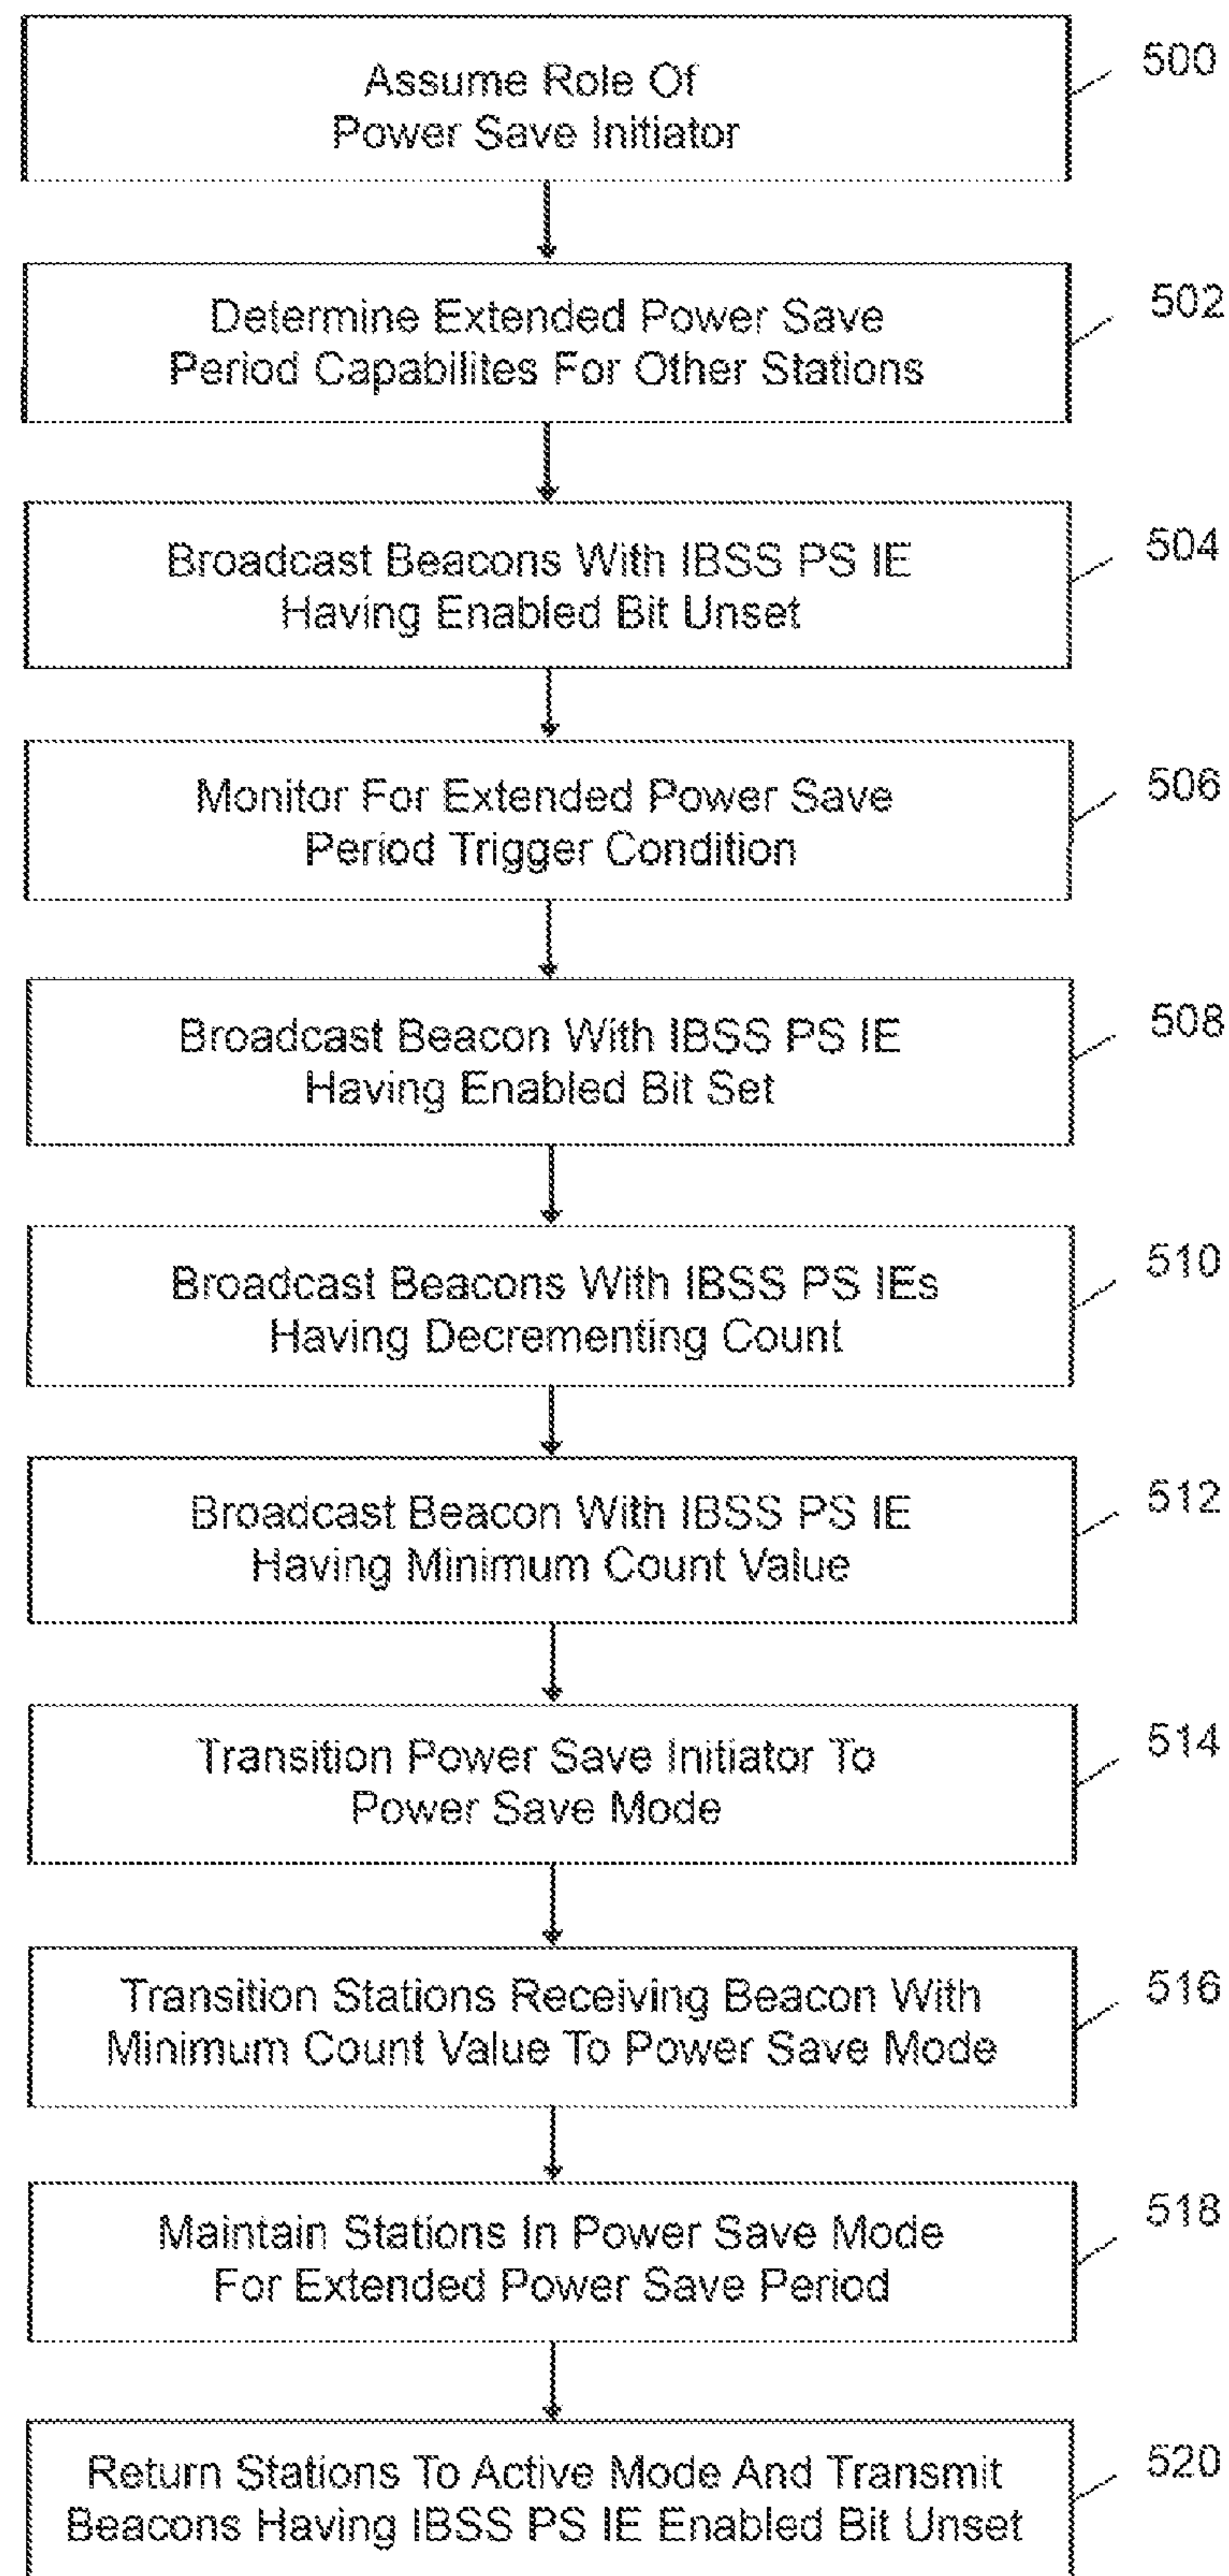 Assume Role Of
Power Save Initiator
500
Determine Extended Power Save
Period Capabilites For Other Stations
502
Broadcast Beacons With IBSS PS IE
Having Enabled Bit Unset
504
Monitor For Extended Power Save
Period Trigger Condition
506
Broadcast Beacon With IBSS PS IE
Having Enabled Bit Set
508
Broadcast Beacons With IBSS PS IEs
Having Decrementing Count
510
Broadcast Beacon With IBSS PS IE
Having Minimum Count Value
512
Transition Power Save Initiator To
Power Save Mode
514
Transition Stations Receiving Beacon With
Minimum Count Value To Power Save Mode
516
Maintain Stations In Power Save Mode
For Extended Power Save Period
518
Return Stations To Active Mode And Transmit
Beacons Having IBSS PS IE Enabled Bit Unset
520